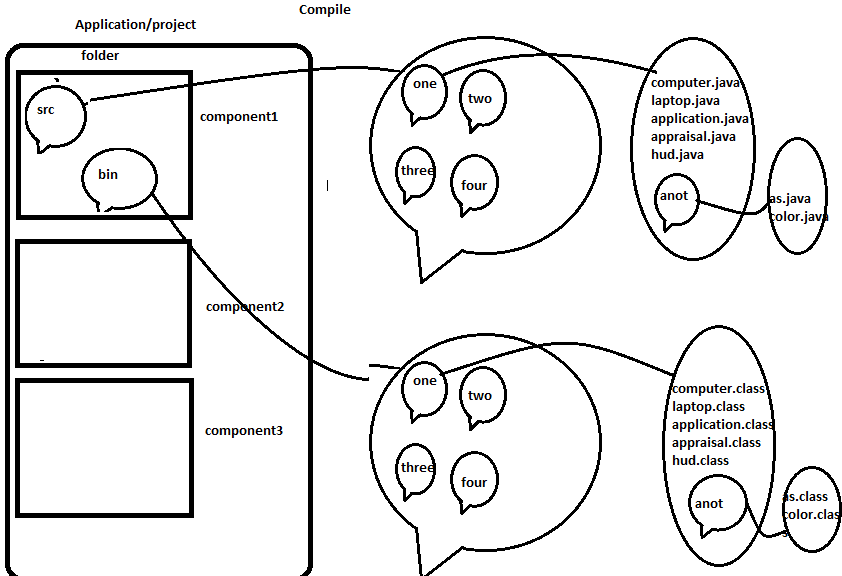 Compile
Application/project
folder
src
component1
bin
component2
component3
one
two
three
four
computer.java
laptop.java
application.java
appraisal.java
hud.java
anot
as.java
color.java
one
two
three
four
computer.class
laptop.class
application.class
appraisal.class
hud.class
anot
as.class
color.clas
s